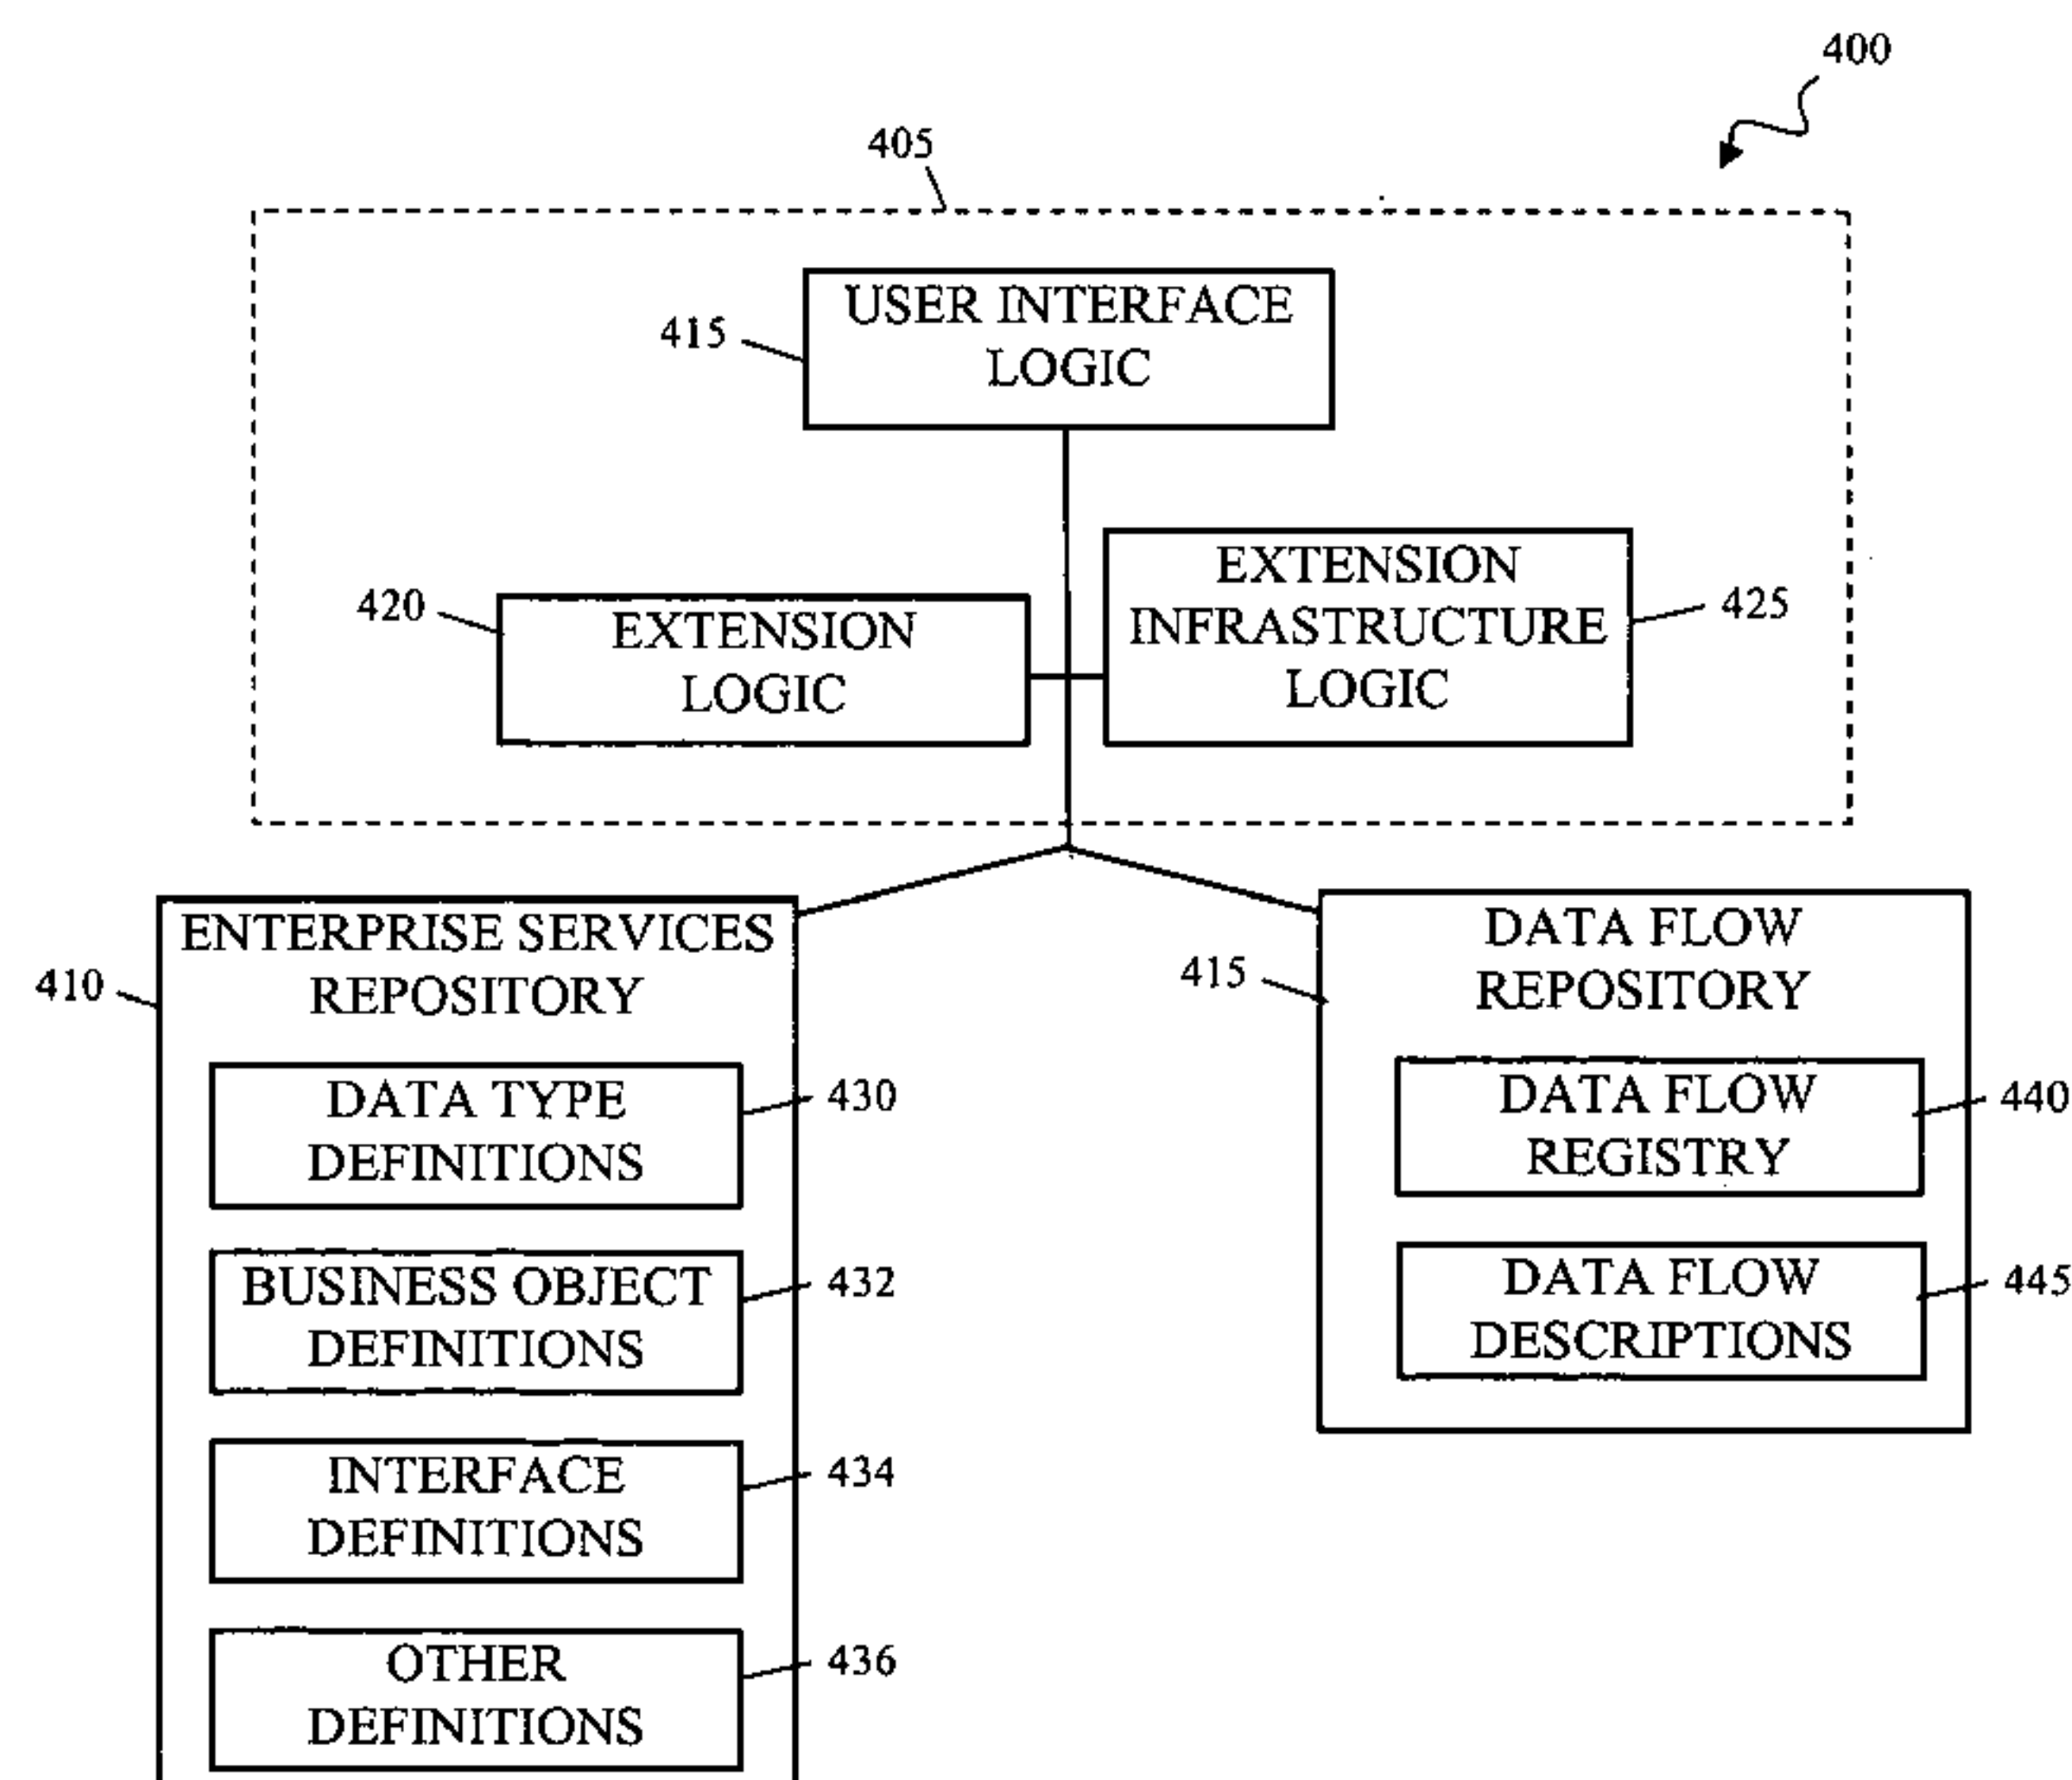 400
405
USER INTERFACE
LOGIC
415
EXTENSION
INFRASTRUCTURE
LOGIC
425
420
EXTENSION
LOGIC
ENTERPRISE SERVICES
REPOSITORY
410
DATA TYPE
DEFINITIONS
430
BUSINESS OBJECT
DEFINITIONS
432
INTERFACE
DEFINITIONS
434
OTHER
DEFINITIONS
436
DATA FLOW
REPOSITORY
415
DATA FLOW
REGISTRY
440
DATA FLOW
DESCRIPTIONS
445